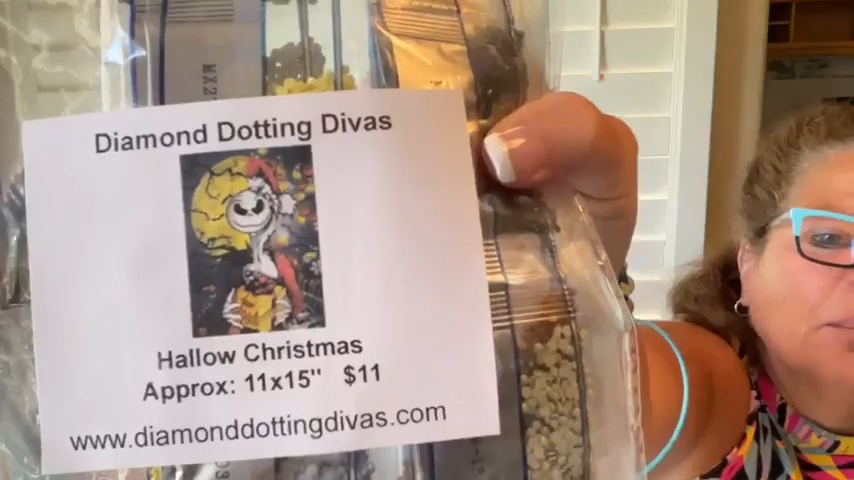 Diamond Dotting Divas
Hallow Christmas
Approx: 11x15" $11
www.diamonddottingdivas.com